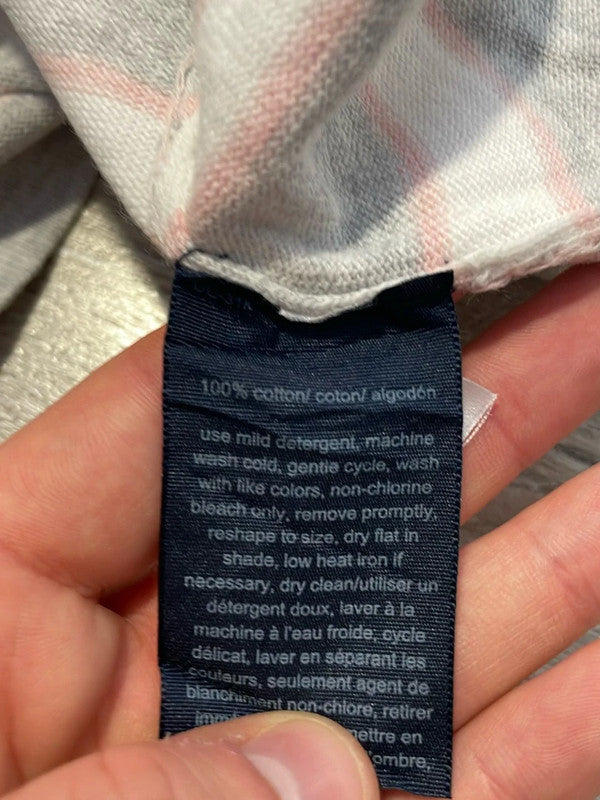 100% cotton/ coton/ algodón
use mild detergent, machine
wash cold, gentle cycle, wash
with like colors, non-chlorine
bleach only, remove promptly,
reshape to size, dry flat in
shade, low heat iron if
necessary, dry clean/utiliser un
détergent doux, laver à la
machine à l'eau froide, cycle
délicat, laver en séparant les
couleurs, seulement agent de
blanchiment non-chlore, retirer
mettre en
ombre,